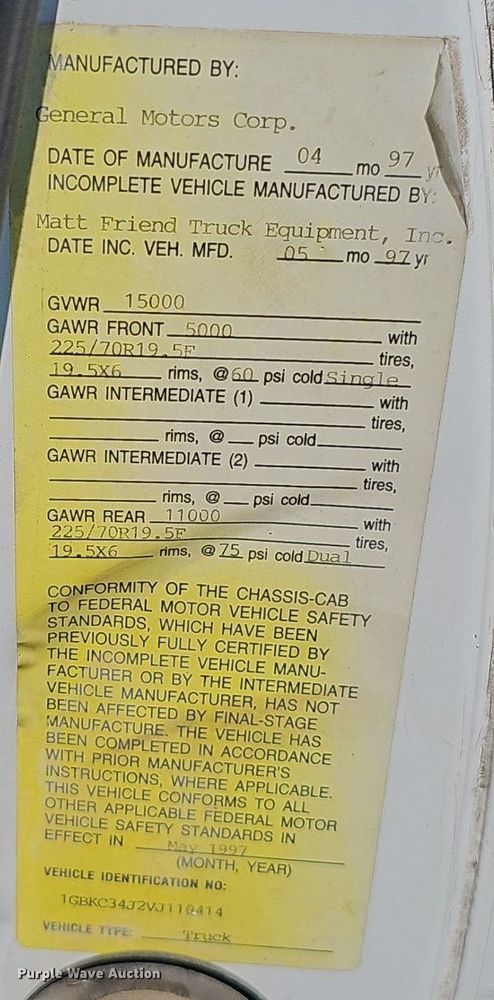 MANUFACTURED BY:
General Motors Corp.
DATE OF MANUFACTURE 04 mo 97 yr
INCOMPLETE VEHICLE MANUFACTURED BY:
Matt Friend Truck Equipment, Inc.
DATE INC. VEH. MFD. 05 mo 97 yr
GVWR 15000
GAWR FRONT 5000 with
225/70R19.5F tires,
19.5X6 rims, @ 60 psi cold Single
GAWR INTERMEDIATE (1) with
tires,
rims, @ psi cold
GAWR INTERMEDIATE (2) with
tires,
rims, @ psi cold
GAWR REAR 11000 with
225/70R19.5F tires,
19.5X6 rims, @ 75 psi cold Dual
CONFORMITY OF THE CHASSIS-CAB
TO FEDERAL MOTOR VEHICLE SAFETY
STANDARDS, WHICH HAVE BEEN
PREVIOUSLY FULLY CERTIFIED BY
THE INCOMPLETE VEHICLE MANU-
FACTURER OR BY THE INTERMEDIATE
VEHICLE MANUFACTURER, HAS NOT
BEEN AFFECTED BY FINAL-STAGE
MANUFACTURE. THE VEHICLE HAS
BEEN COMPLETED IN ACCORDANCE
WITH PRIOR MANUFACTURER'S
INSTRUCTIONS, WHERE APPLICABLE.
THIS VEHICLE CONFORMS TO ALL
OTHER APPLICABLE FEDERAL MOTOR
VEHICLE SAFETY STANDARDS IN
EFFECT IN May 1997
(MONTH, YEAR)
VEHICLE IDENTIFICATION NO:
1GBKC34J2VJ110414
VEHICLE TYPE: Truck
Purple Wave Auction